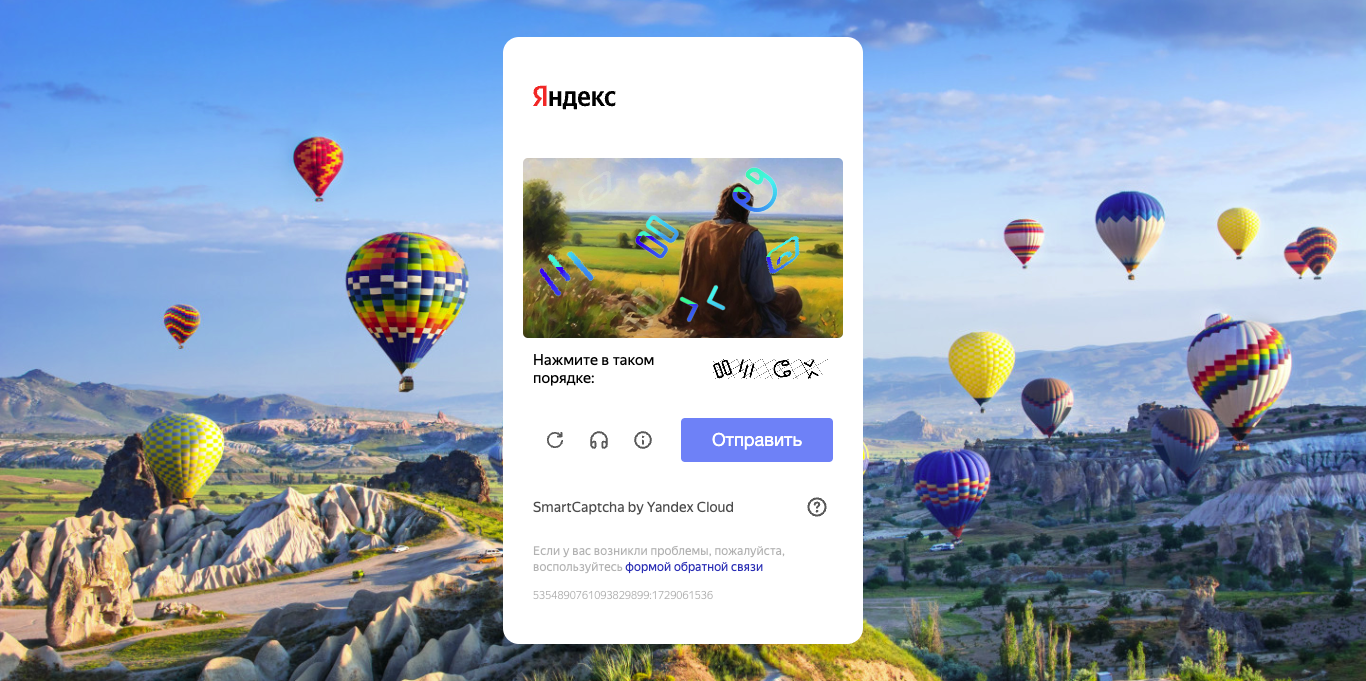 Яндекс
Нажмите в таком
порядке:
Отправить
SmartCaptcha by Yandex Cloud
Если у вас возникли проблемы, пожалуйста,
воспользуйтесь формой обратной связи
5354890761093829899:1729061536